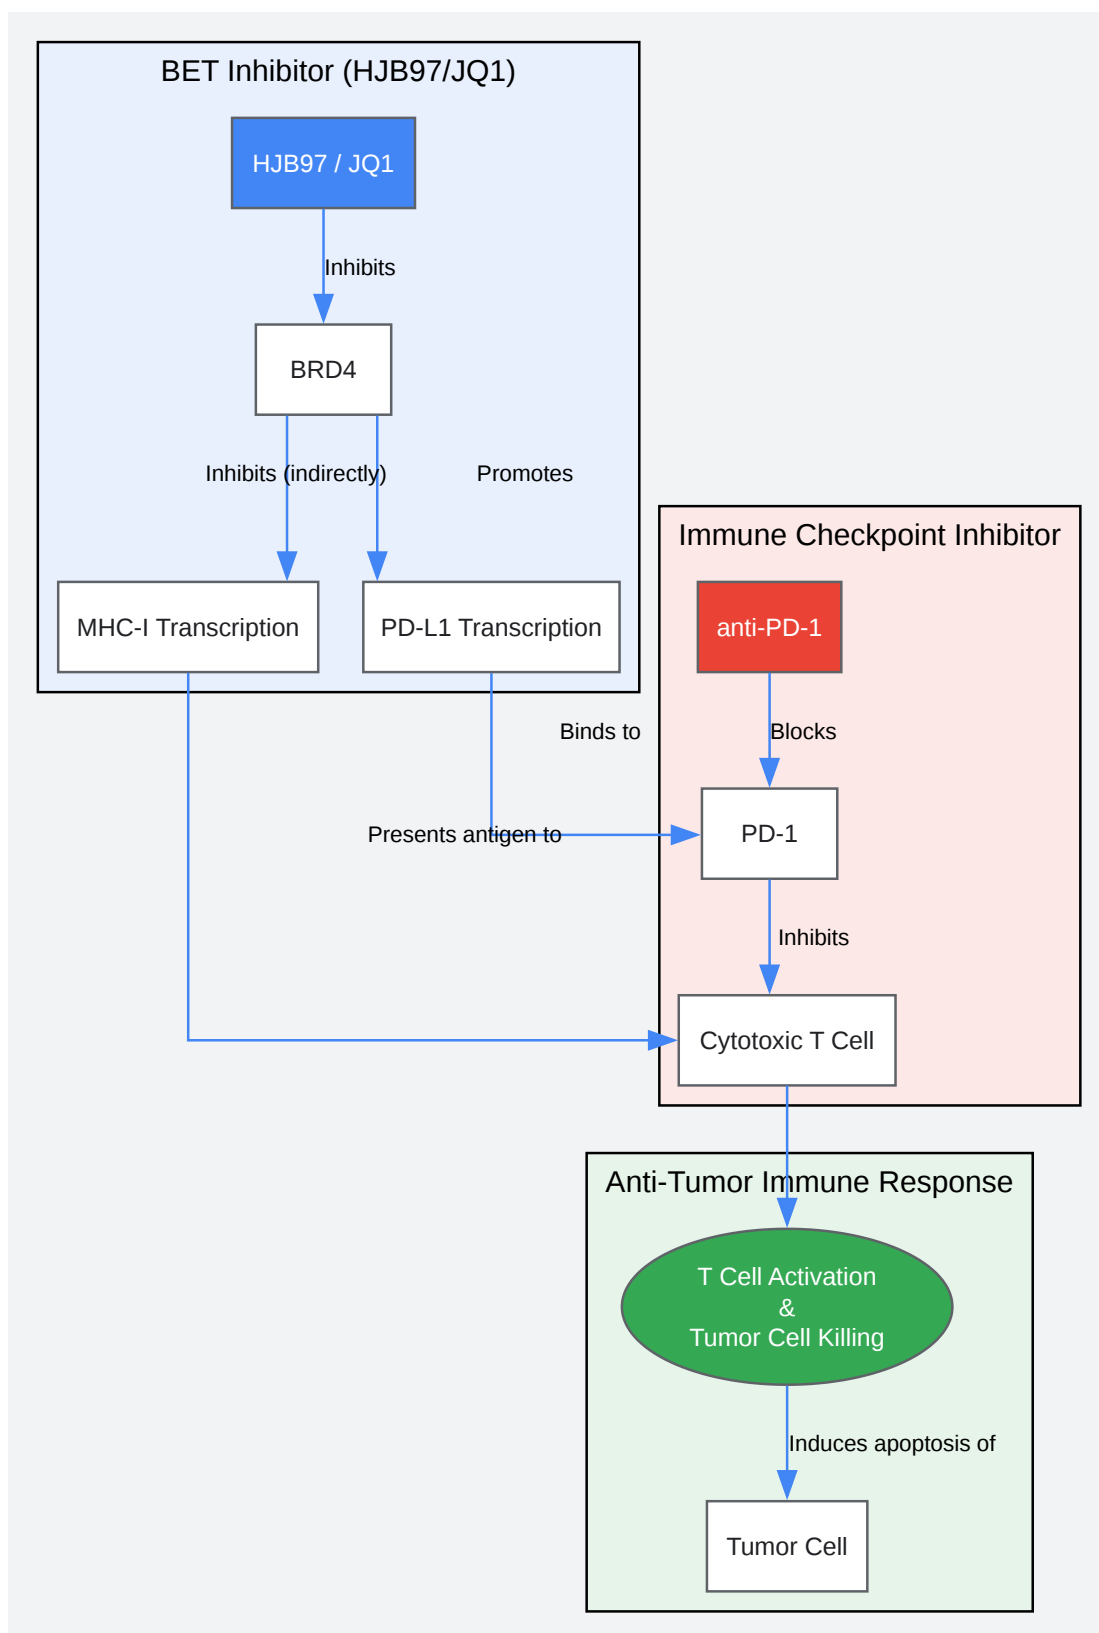 BET Inhibitor (HJB97/JQ1)
HJB97 / JQ1
Inhibits
BRD4
Inhibits (indirectly)
Promotes
MHC-I Transcription
PD-L1 Transcription
Immune Checkpoint Inhibitor
anti-PD-1
Binds to
Blocks
Presents antigen to
PD-1
Inhibits
Cytotoxic T Cell
Anti-Tumor Immune Response
T Cell Activation
&
Tumor Cell Killing
Induces apoptosis of
Tumor Cell